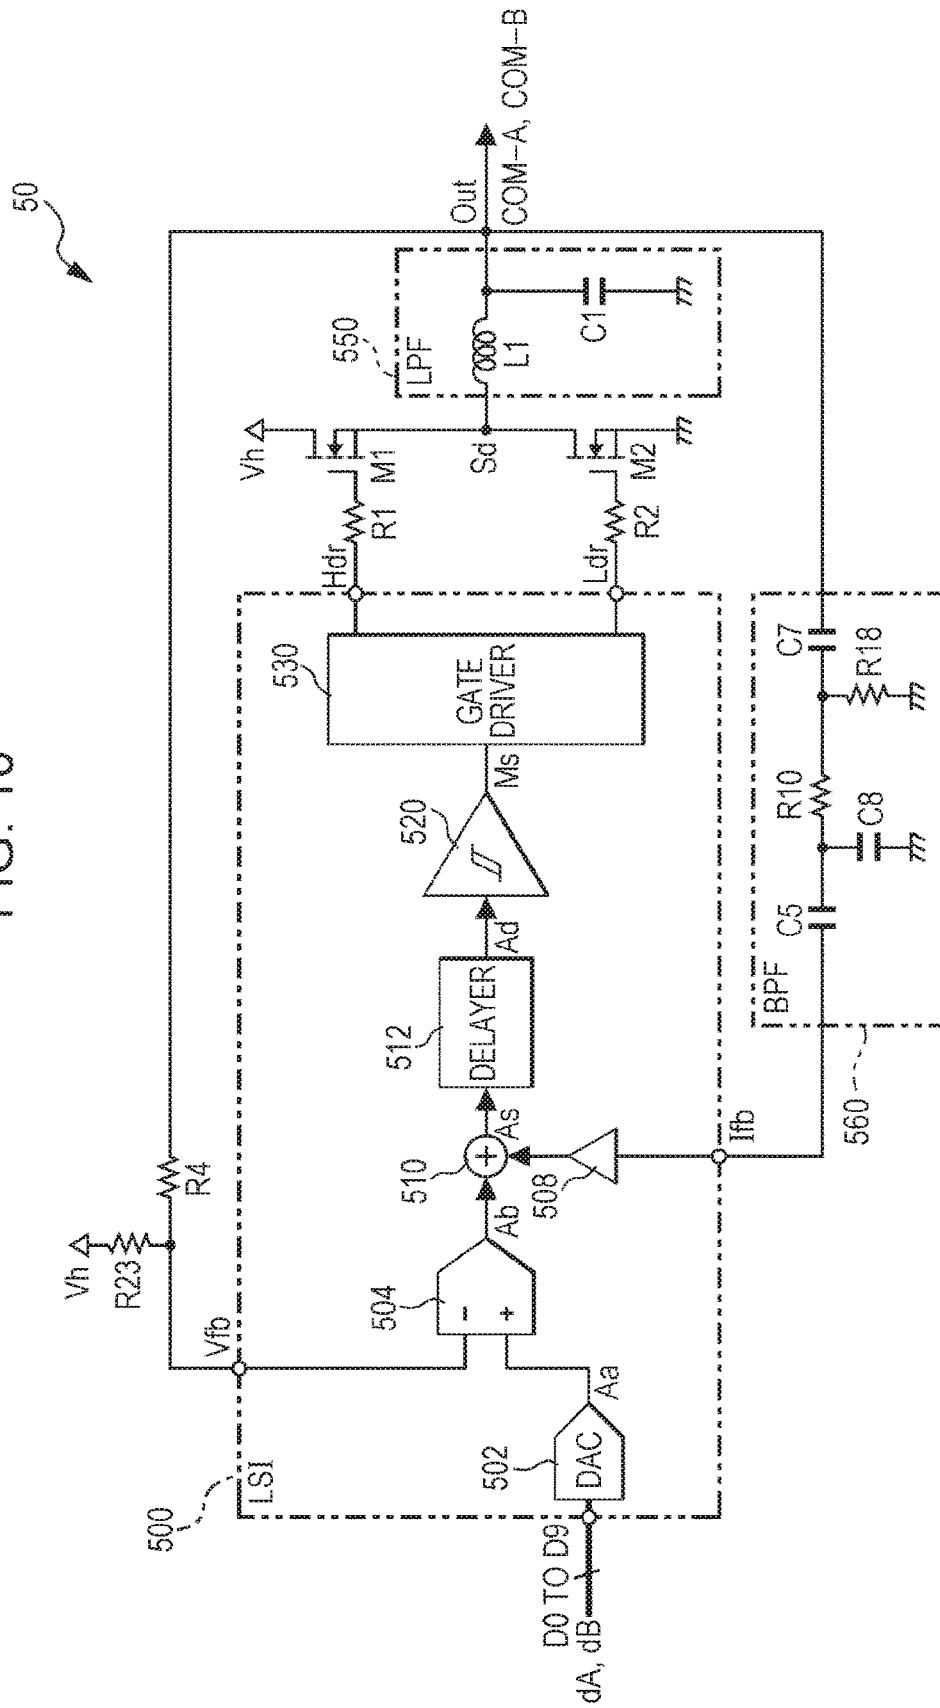 50
Vh
R23
R4
Vfb
500
LSI
D0 TO D9
dA, dB
502
DAC
Aa
504
-
+
Ab
510
+
508
As
512
DELAYER
Ad
520
Ms
530
GATE
DRIVER
Hdr
Ldr
R1
R2
Vh
M1
M2
Sd
550
LPF
L1
C1
Out
COM-A, COM-B
Ifb
560
BPF
C5
C8
R10
R18
C7